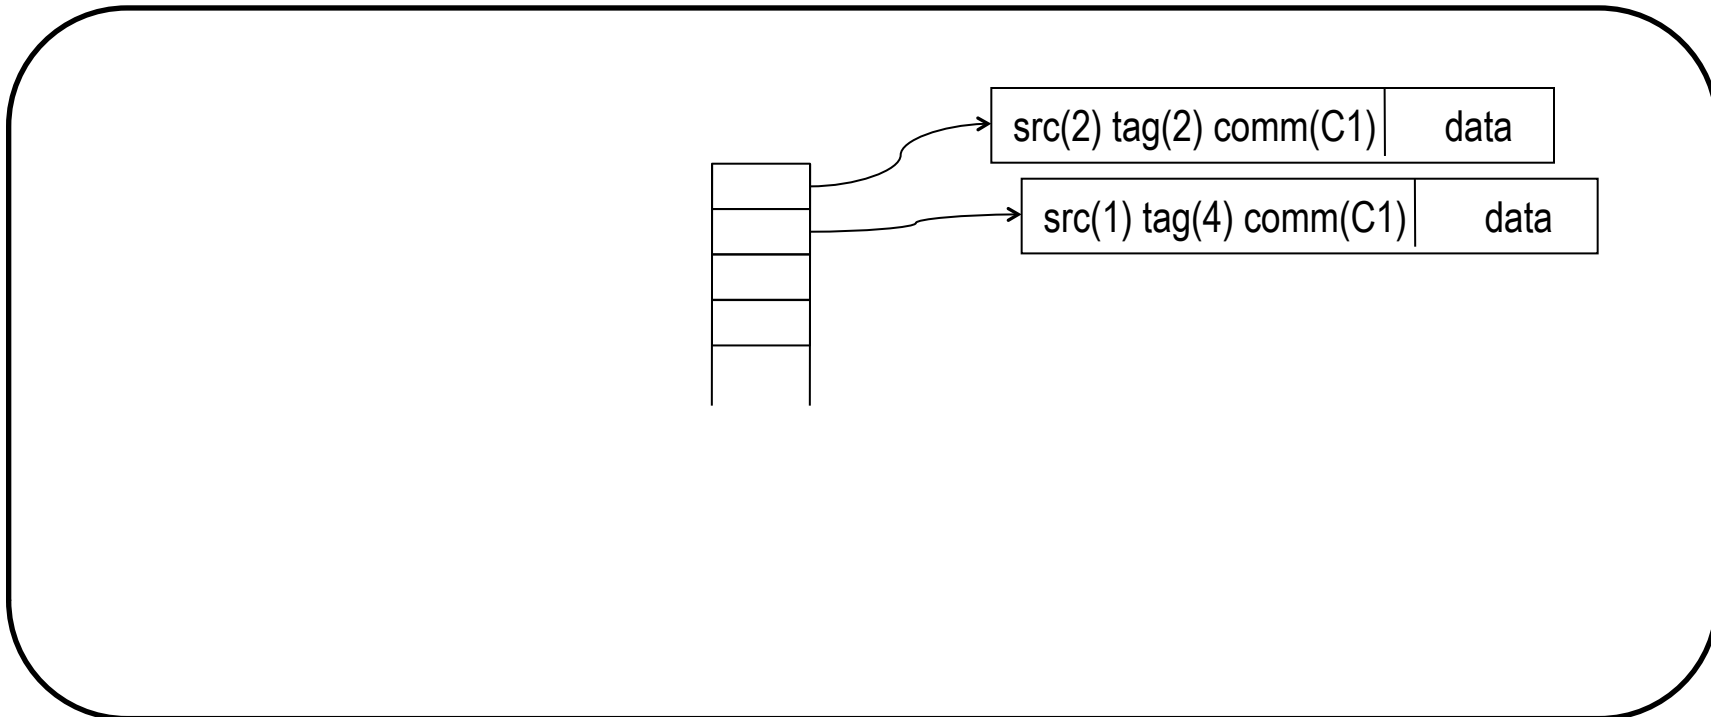 src(2) tag(2) comm(C1) data
src(1) tag(4) comm(C1) data